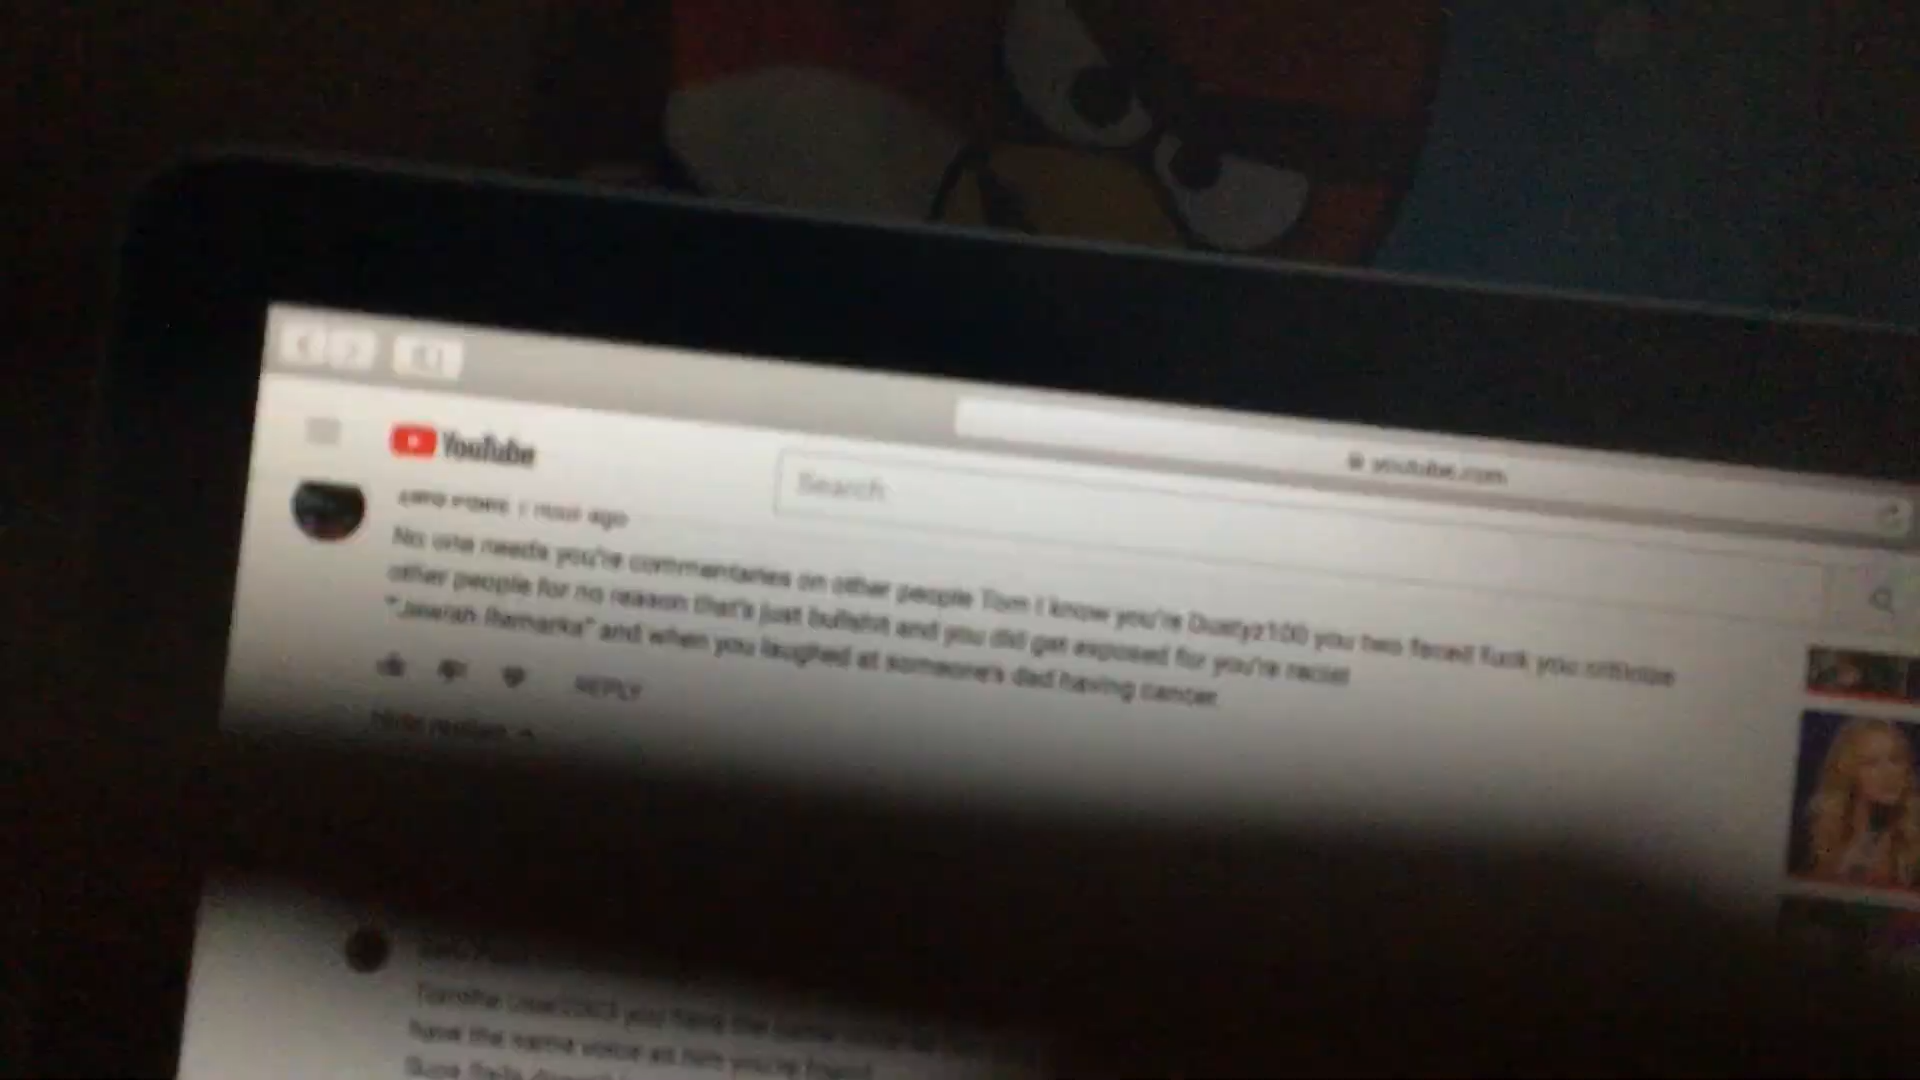 youtube.com
YouTube
Search
1 hour ago
No one needs you're commentaries on other people Tom I know you're Dustyz100 you two faced fuck you criticize
other people for no reason that's just bullshit and you did get exposed for you're racist
"Jewish Remarks" and when you laughed at someone's dad having cancer.
REPLY
Hide replies
you have the same
have the same voice as him you're